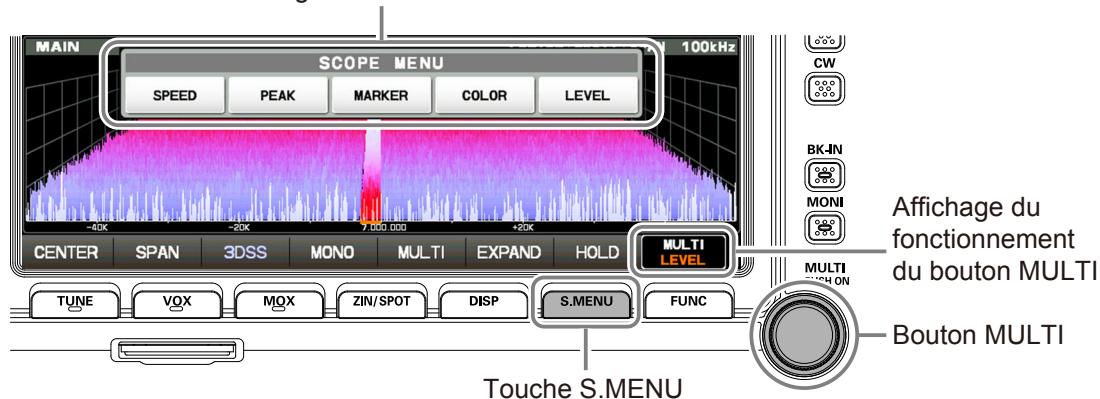 MAIN
100kHz
SCOPE MENU
SPEED PEAK MARKER COLOR LEVEL
-40K -20K 7.000.000 +20K
CENTER SPAN 3DSS MONO MULTI EXPAND HOLD MULTI
LEVEL
TUNE VOX MOX ZIN/SPOT DISP S.MENU FUNC
CW
BK-IN
MONI
MULTI
ON
Affichage du
fonctionnement
du bouton MULTI
Bouton MULTI
Touche S.MENU